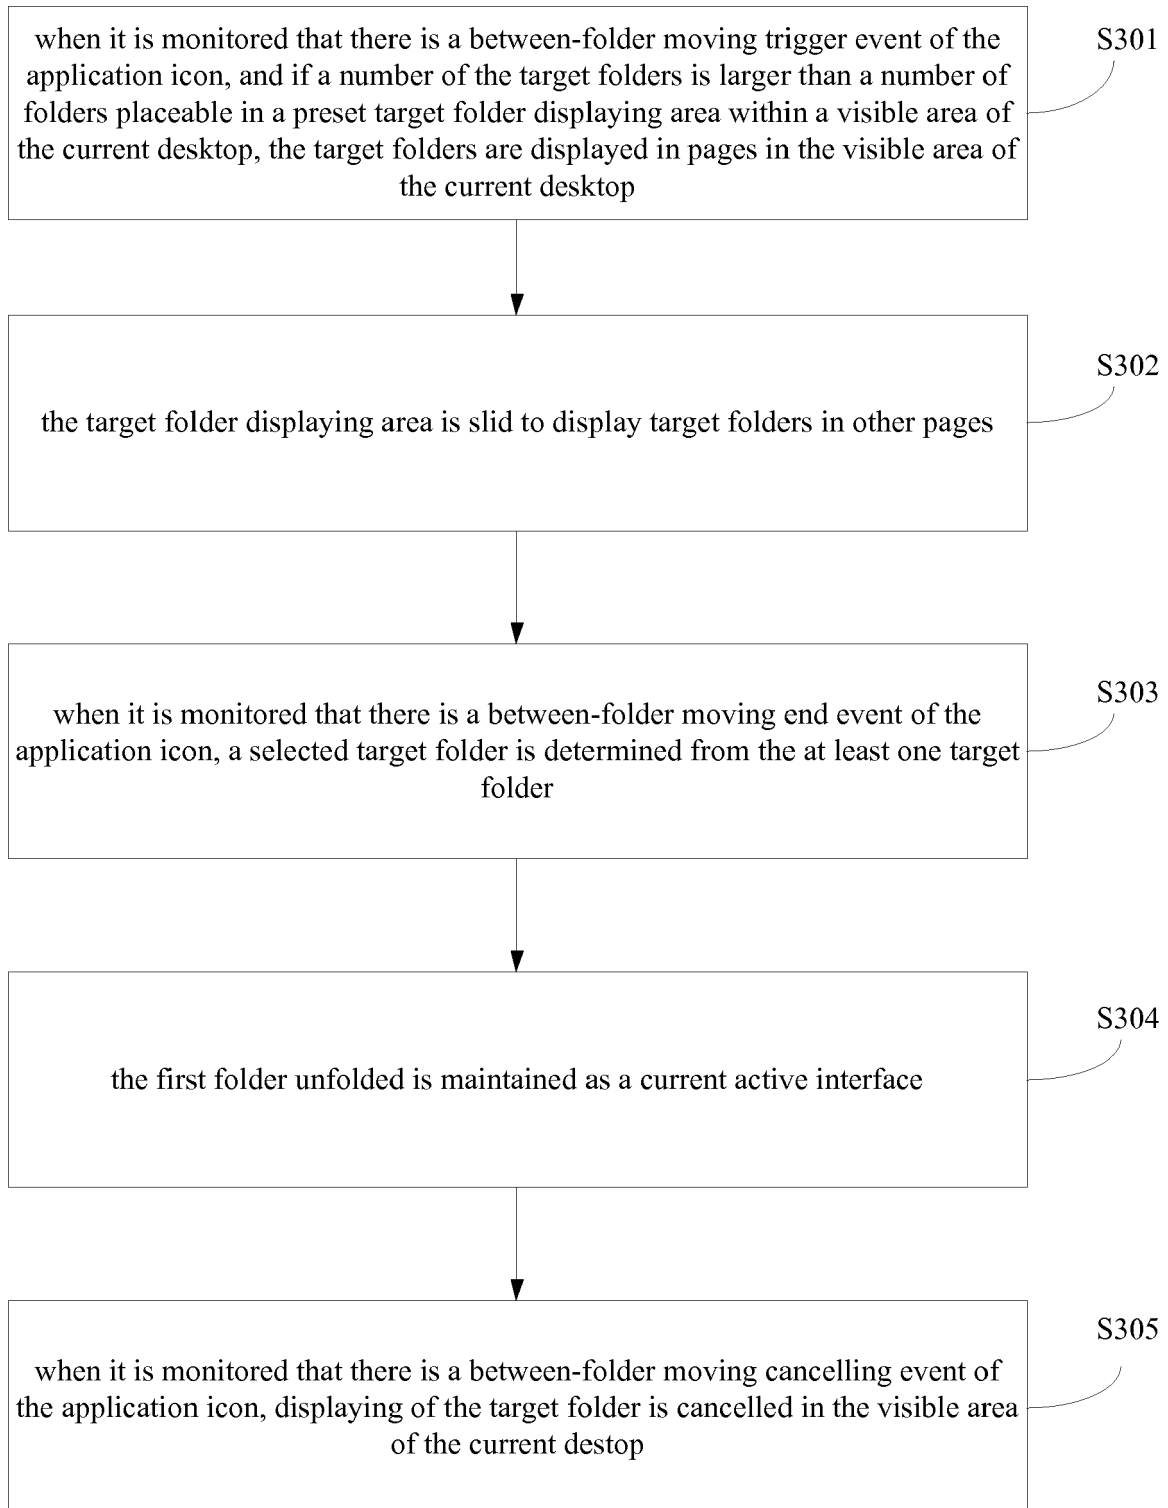 when it is monitored that there is a between-folder moving trigger event of the
application icon, and if a number of the target folders is larger than a number of
folders placeable in a preset target folder displaying area within a visible area of
the current desktop, the target folders are displayed in pages in the visible area of
the current desktop
S301
the target folder displaying area is slid to display target folders in other pages
S302
when it is monitored that there is a between-folder moving end event of the
application icon, a selected target folder is determined from the at least one target
folder
S303
the first folder unfolded is maintained as a current active interface
S304
when it is monitored that there is a between-folder moving cancelling event of
the application icon, displaying of the target folder is cancelled in the visible area
of the current destop
S305